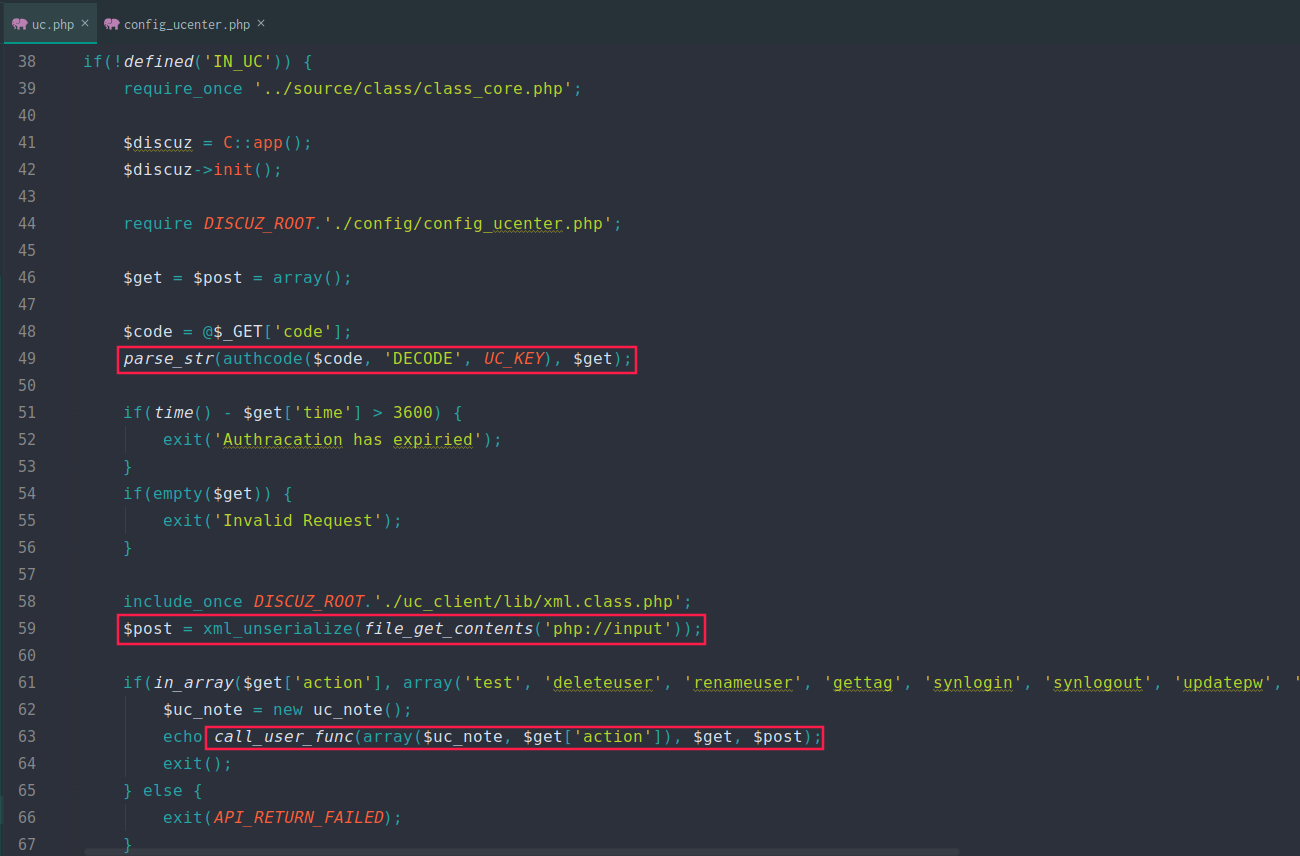 uc.php × config_ucenter.php ×
38 if(!defined('IN_UC')) {
39 require_once '../source/class/class_core.php';
40
41 $discuz = C::app();
42 $discuz->init();
43
44 require DISCUZ_ROOT.'./config/config_ucenter.php';
45
46 $get = $post = array();
47
48 $code = @$_GET['code'];
49 parse_str(authcode($code, 'DECODE', UC_KEY), $get);
50
51 if(time() - $get['time'] > 3600) {
52 exit('Authracation has expiried');
53 }
54 if(empty($get)) {
55 exit('Invalid Request');
56 }
57
58 include_once DISCUZ_ROOT.'./uc_client/lib/xml.class.php';
59 $post = xml_unserialize(file_get_contents('php://input'));
60
61 if(in_array($get['action'], array('test', 'deleteuser', 'renameuser', 'gettag', 'synlogin', 'synlogout', 'updatepw', '
62 $uc_note = new uc_note();
63 echo call_user_func(array($uc_note, $get['action']), $get, $post);
64 exit();
65 } else {
66 exit(API_RETURN_FAILED);
67 }